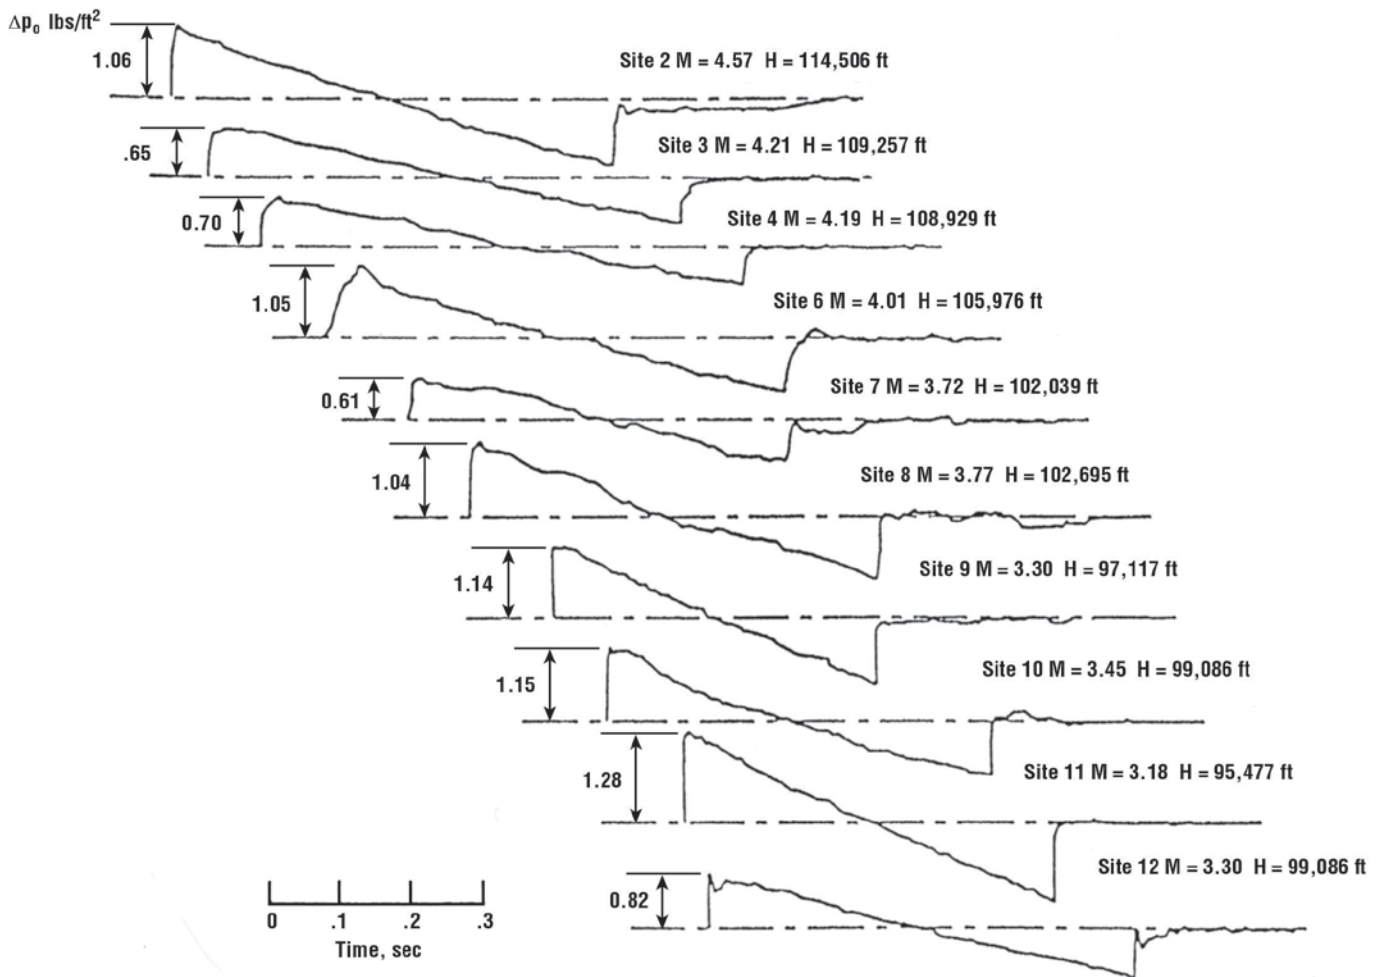 Δp₀ lbs/ft²
1.06
Site 2 M = 4.57 H = 114,506 ft
.65
Site 3 M = 4.21 H = 109,257 ft
0.70
Site 4 M = 4.19 H = 108,929 ft
1.05
Site 6 M = 4.01 H = 105,976 ft
0.61
Site 7 M = 3.72 H = 102,039 ft
1.04
Site 8 M = 3.77 H = 102,695 ft
1.14
Site 9 M = 3.30 H = 97,117 ft
1.15
Site 10 M = 3.45 H = 99,086 ft
1.28
Site 11 M = 3.18 H = 95,477 ft
0.82
Site 12 M = 3.30 H = 99,086 ft
0 .1 .2 .3
Time, sec